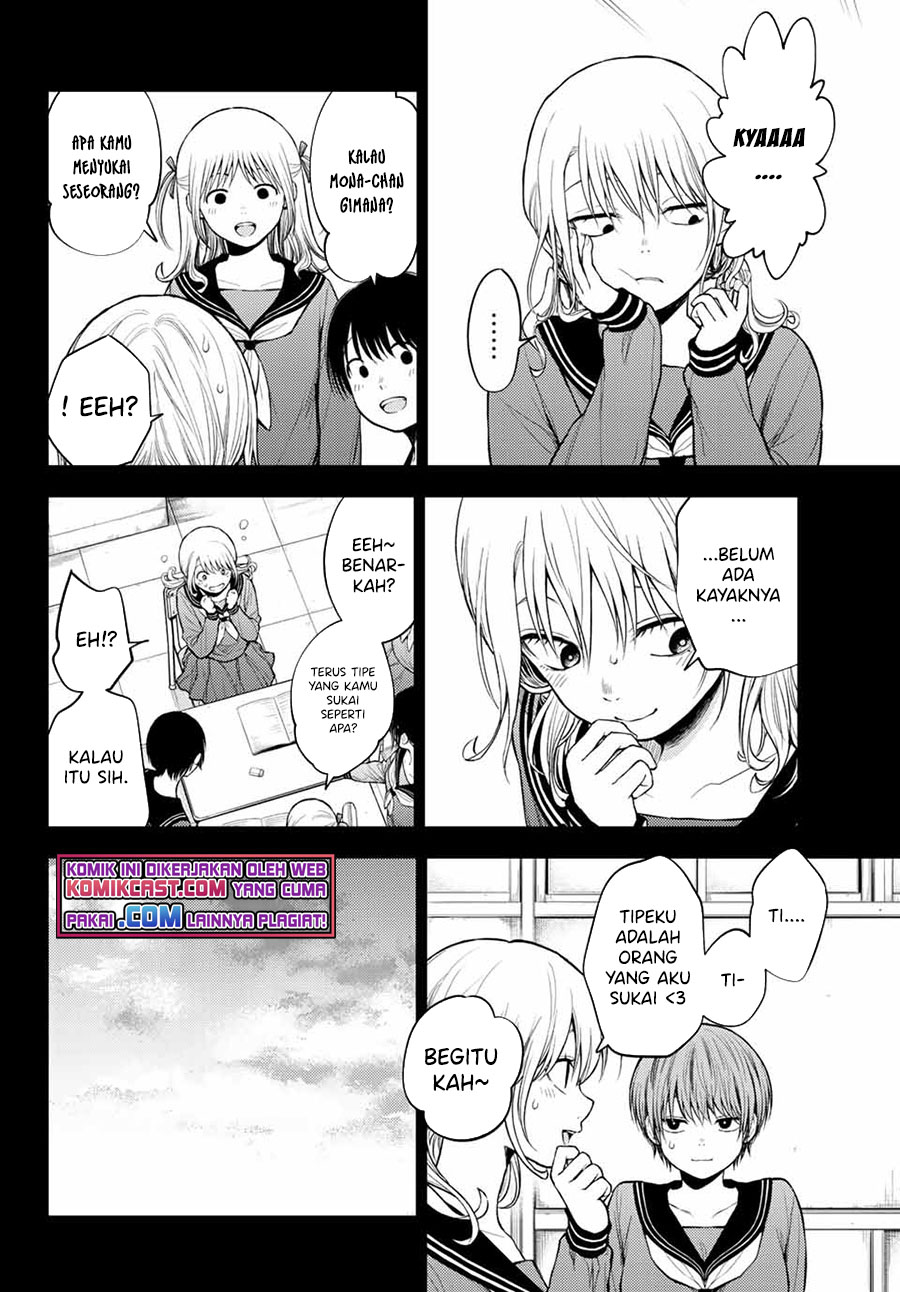 KYAAAA
....
......
KALAU
MONA-CHAN
GIMANA?
APA KAMU
MENYUKAI
SESEORANG?
! EEH?
...BELUM
ADA
KAYAKNYA
...
EEH~
BENAR-
KAH?
TERUS TIPE
YANG KAMU
SUKAI
SEPERTI
APA?
EH!?
KALAU
ITU SIH.
TI....
TI-
TIPEKU
ADALAH
ORANG
YANG AKU
SUKAI <3
BEGITU
KAH~
KOMIK INI DIKERJAKAN OLEH WEB
KOMIKCAST.COM YANG CUMA
PAKAI .COM LAINNYA PLAGIAT!